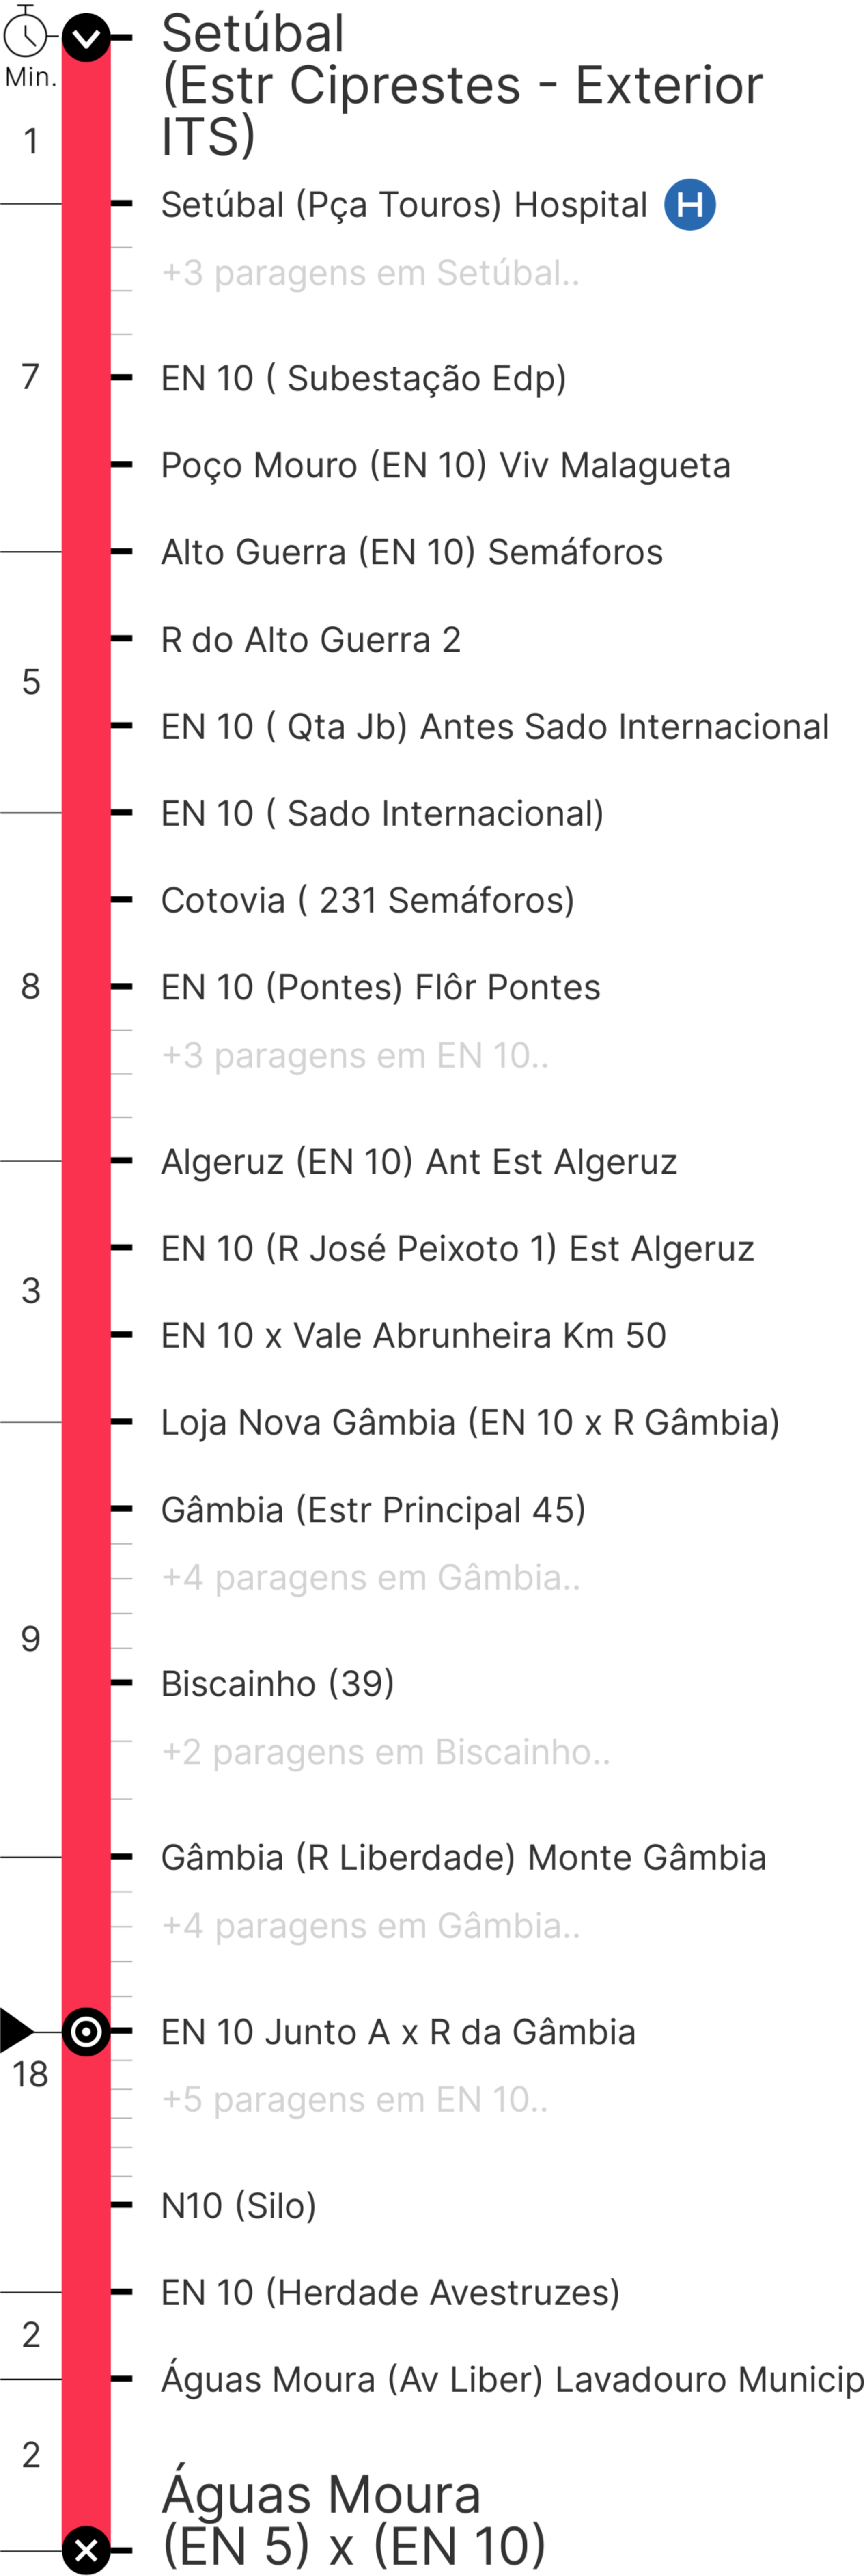 Setúbal
(Estr Ciprestes - Exterior
ITS)
Min.
1
Setúbal (Pça Touros) Hospital H
+3 paragens em Setúbal..
7
EN 10 ( Subestação Edp)
Poço Mouro (EN 10) Viv Malagueta
Alto Guerra (EN 10) Semáforos
R do Alto Guerra 2
5
EN 10 ( Qta Jb) Antes Sado Internacional
EN 10 ( Sado Internacional)
Cotovia ( 231 Semáforos)
8
EN 10 (Pontes) Flôr Pontes
+3 paragens em EN 10..
Algeruz (EN 10) Ant Est Algeruz
EN 10 (R José Peixoto 1) Est Algeruz
3
EN 10 x Vale Abrunheira Km 50
Loja Nova Gâmbia (EN 10 x R Gâmbia)
Gâmbia (Estr Principal 45)
+4 paragens em Gâmbia..
9
Biscainho (39)
+2 paragens em Biscainho..
Gâmbia (R Liberdade) Monte Gâmbia
+4 paragens em Gâmbia..
EN 10 Junto A x R da Gâmbia
18
+5 paragens em EN 10..
N10 (Silo)
EN 10 (Herdade Avestruzes)
2
Águas Moura (Av Liber) Lavadouro Municip
2
Águas Moura
(EN 5) x (EN 10)